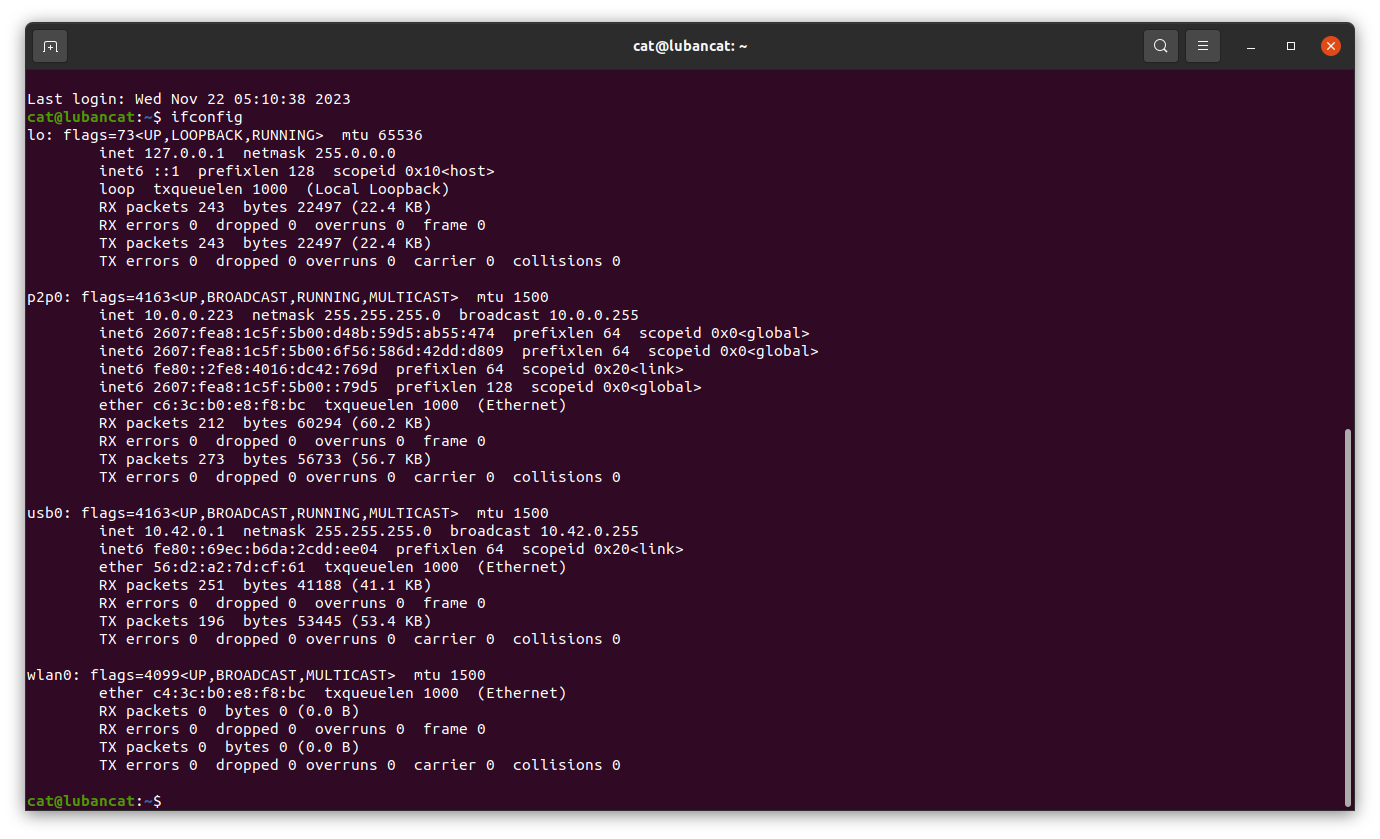 cat@lubancat: ~
Last login: Wed Nov 22 05:10:38 2023
cat@lubancat:~$ ifconfig
lo: flags=73<UP,LOOPBACK,RUNNING>  mtu 65536
        inet 127.0.0.1  netmask 255.0.0.0
        inet6 ::1  prefixlen 128  scopeid 0x10<host>
        loop  txqueuelen 1000  (Local Loopback)
        RX packets 243  bytes 22497 (22.4 KB)
        RX errors 0  dropped 0  overruns 0  frame 0
        TX packets 243  bytes 22497 (22.4 KB)
        TX errors 0  dropped 0 overruns 0  carrier 0  collisions 0

p2p0: flags=4163<UP,BROADCAST,RUNNING,MULTICAST>  mtu 1500
        inet 10.0.0.223  netmask 255.255.255.0  broadcast 10.0.0.255
        inet6 2607:fea8:1c5f:5b00:d48b:59d5:ab55:474  prefixlen 64  scopeid 0x0<global>
        inet6 2607:fea8:1c5f:5b00:6f56:586d:42dd:d809  prefixlen 64  scopeid 0x0<global>
        inet6 fe80::2fe8:4016:dc42:769d  prefixlen 64  scopeid 0x20<link>
        inet6 2607:fea8:1c5f:5b00::79d5  prefixlen 128  scopeid 0x0<global>
        ether c6:3c:b0:e8:f8:bc  txqueuelen 1000  (Ethernet)
        RX packets 212  bytes 60294 (60.2 KB)
        RX errors 0  dropped 0  overruns 0  frame 0
        TX packets 273  bytes 56733 (56.7 KB)
        TX errors 0  dropped 0 overruns 0  carrier 0  collisions 0

usb0: flags=4163<UP,BROADCAST,RUNNING,MULTICAST>  mtu 1500
        inet 10.42.0.1  netmask 255.255.255.0  broadcast 10.42.0.255
        inet6 fe80::69ec:b6da:2cdd:ee04  prefixlen 64  scopeid 0x20<link>
        ether 56:d2:a2:7d:cf:61  txqueuelen 1000  (Ethernet)
        RX packets 251  bytes 41188 (41.1 KB)
        RX errors 0  dropped 0  overruns 0  frame 0
        TX packets 196  bytes 53445 (53.4 KB)
        TX errors 0  dropped 0 overruns 0  carrier 0  collisions 0

wlan0: flags=4099<UP,BROADCAST,MULTICAST>  mtu 1500
        ether c4:3c:b0:e8:f8:bc  txqueuelen 1000  (Ethernet)
        RX packets 0  bytes 0 (0.0 B)
        RX errors 0  dropped 0  overruns 0  frame 0
        TX packets 0  bytes 0 (0.0 B)
        TX errors 0  dropped 0 overruns 0  carrier 0  collisions 0

cat@lubancat:~$